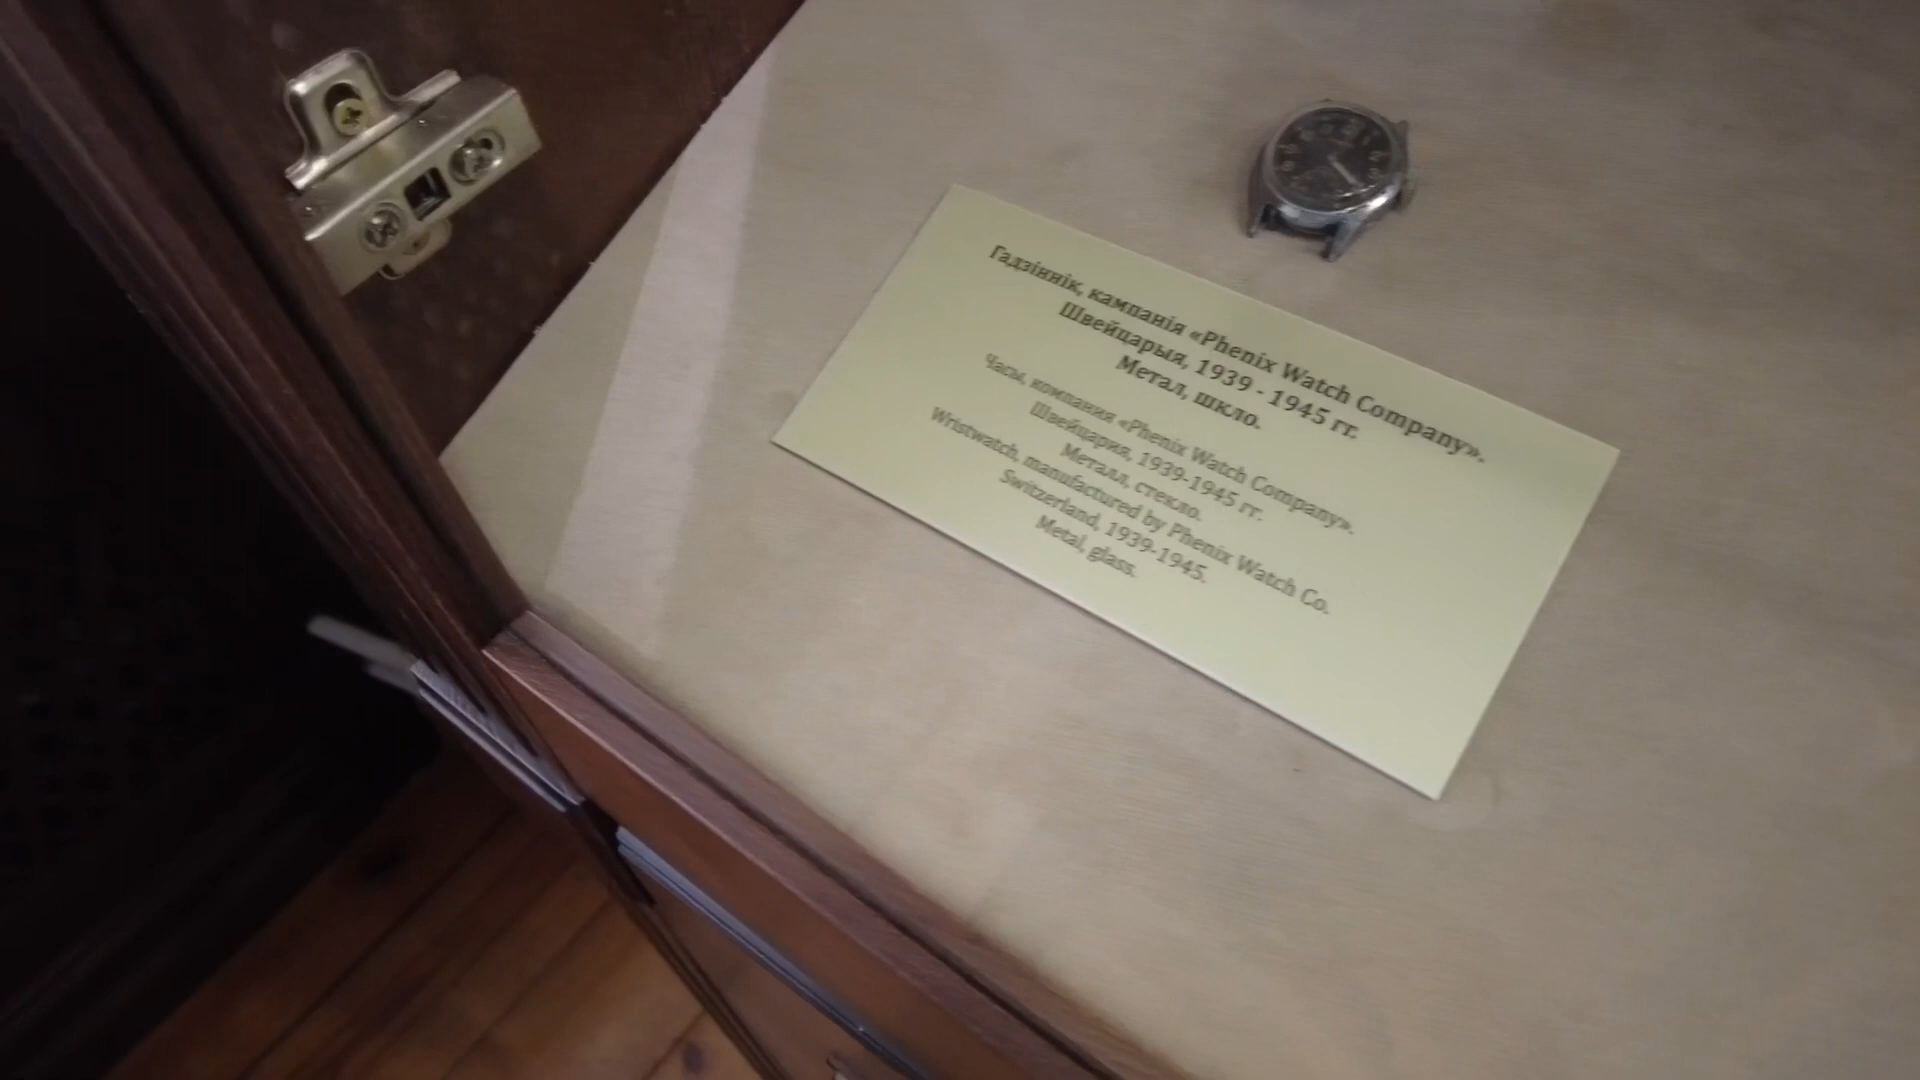 Гадзіннік, кампанія «Phenix Watch Company».
Швейцарыя, 1939 - 1945 гг.
Метал, шкло.
Часы, компания «Phenix Watch Company».
Швейцария, 1939-1945 гг.
Металл, стекло.
Wristwatch, manufactured by Phenix Watch Co.
Switzerland, 1939-1945.
Metal, glass.